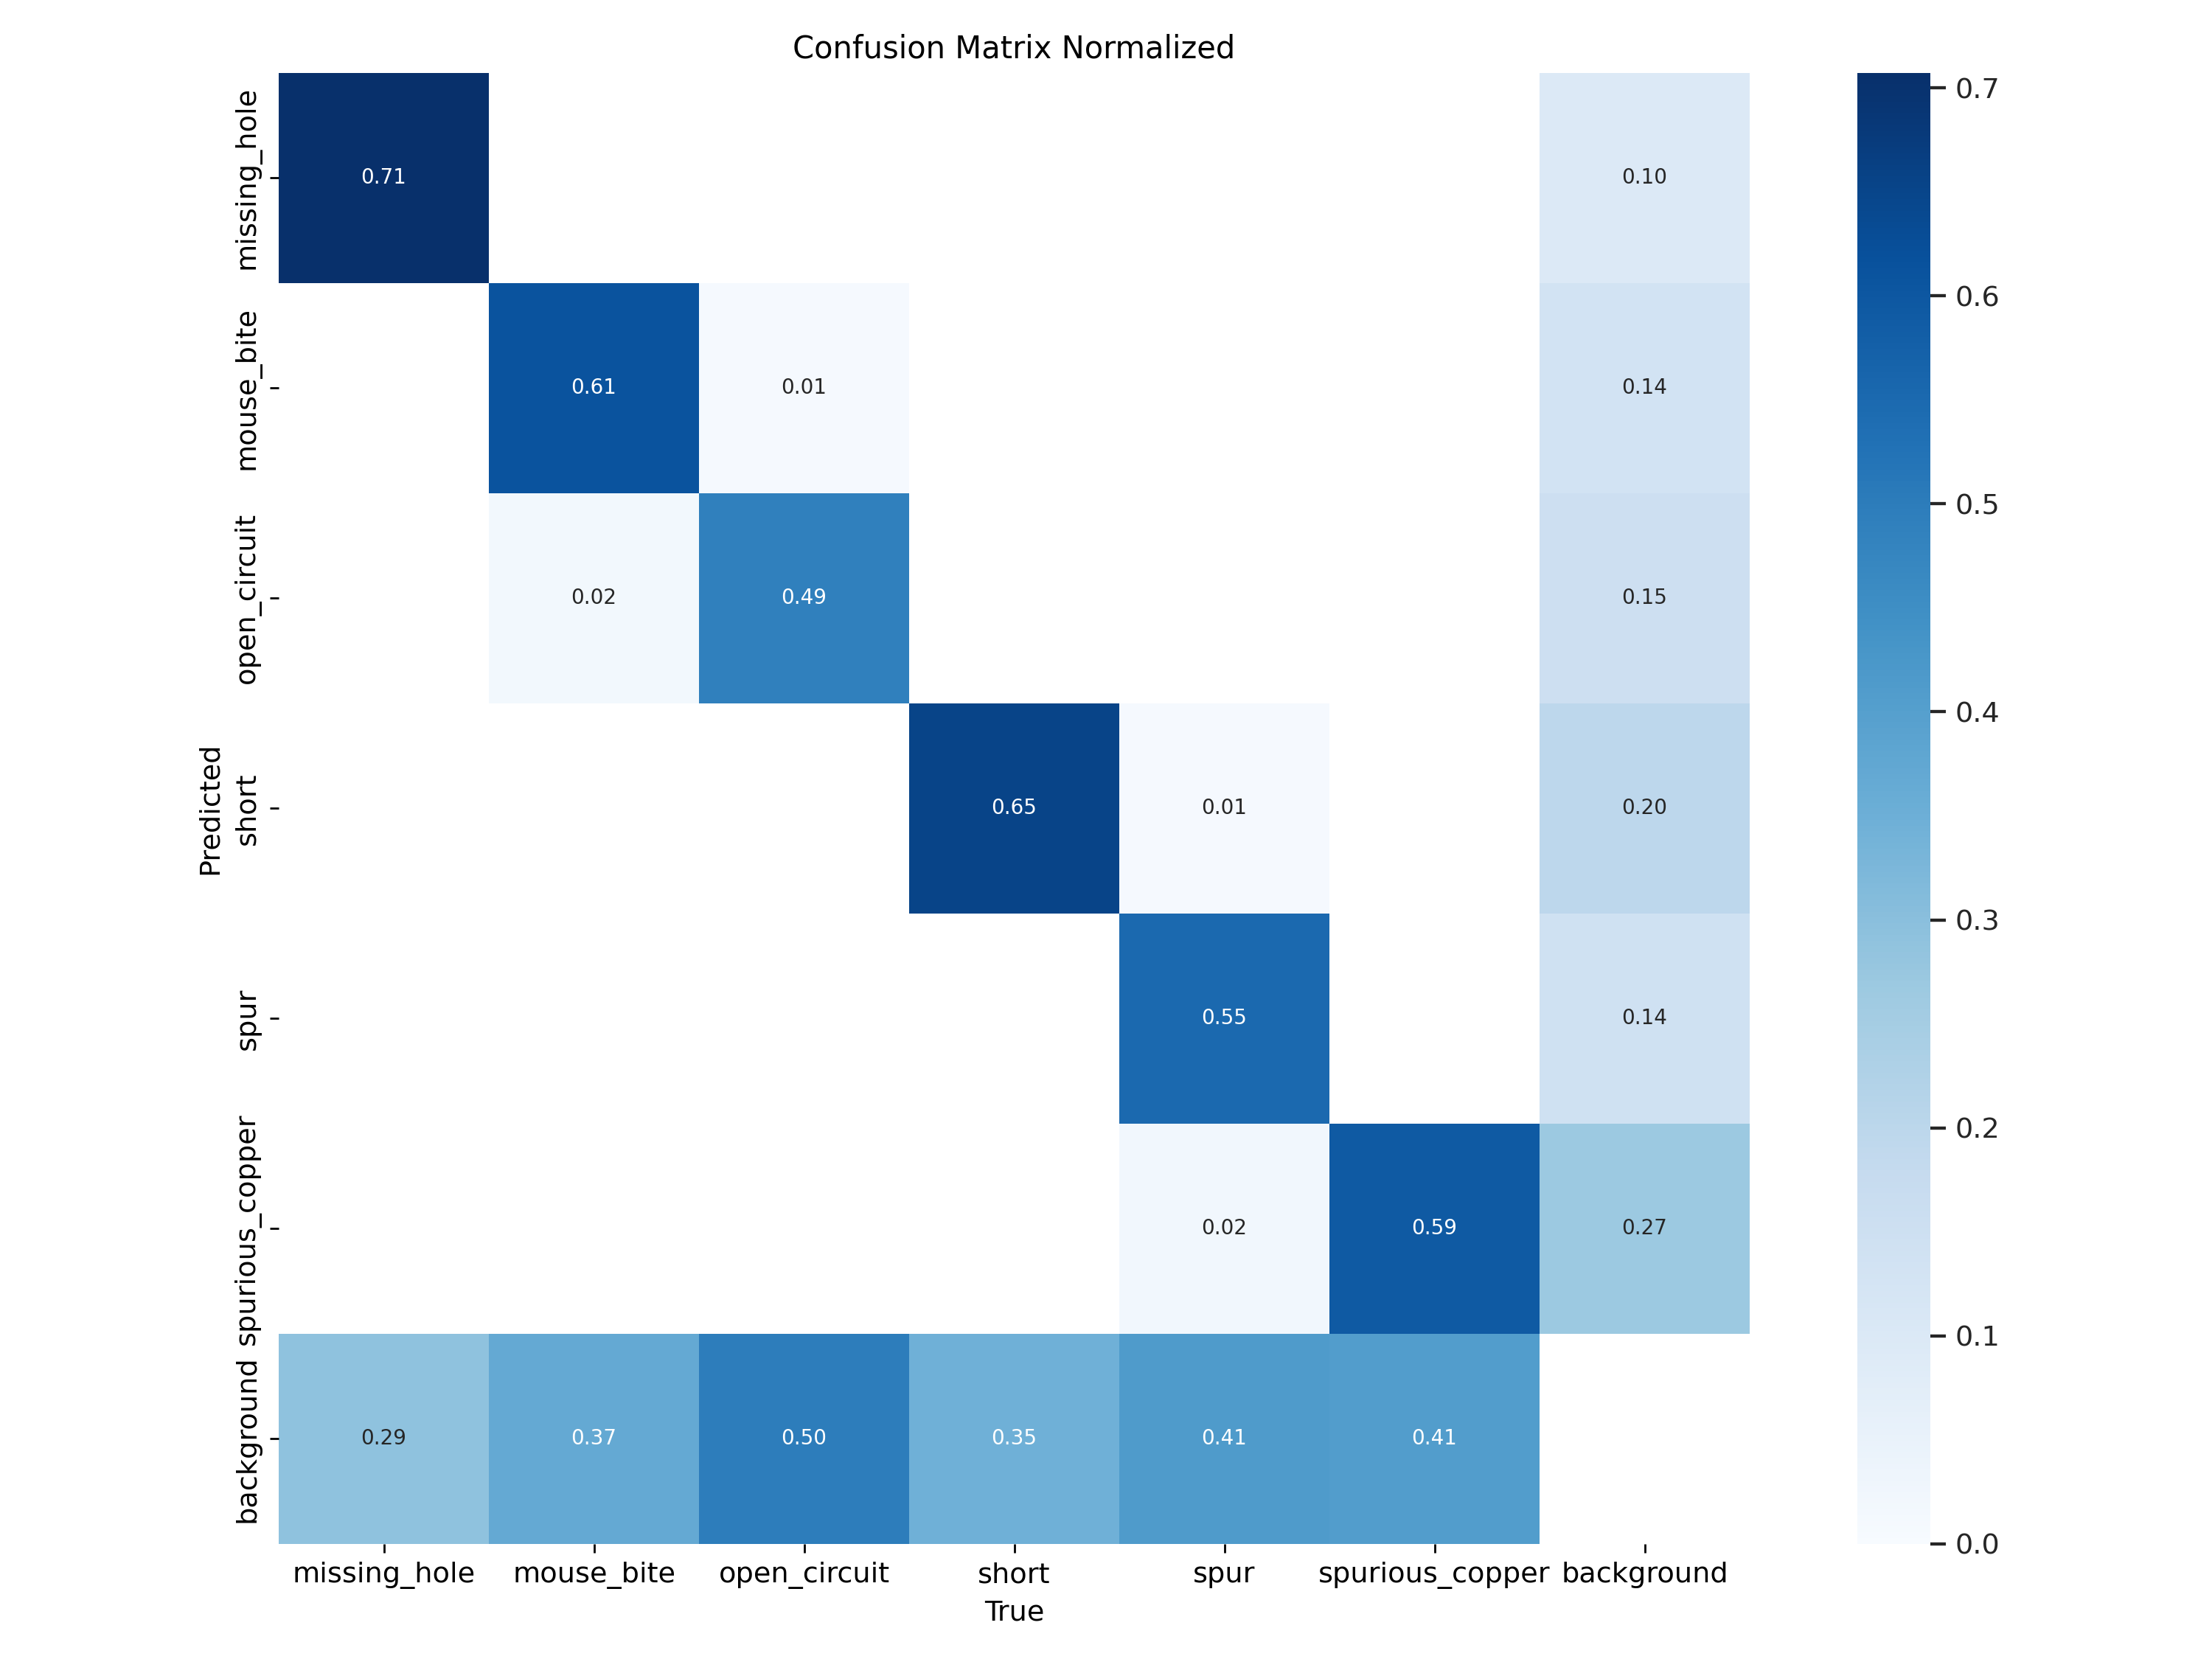 Confusion Matrix Normalized
missing_hole
0.71
0.10
mouse_bite
0.61
0.01
0.14
open_circuit
0.02
0.49
0.15
Predicted
short
0.65
0.01
0.20
spur
0.55
0.14
spurious_copper
0.02
0.59
0.27
background
0.29
0.37
0.50
0.35
0.41
0.41
missing_hole
mouse_bite
open_circuit
short
spur
spurious_copper
background
True
0.7
0.6
0.5
0.4
0.3
0.2
0.1
0.0